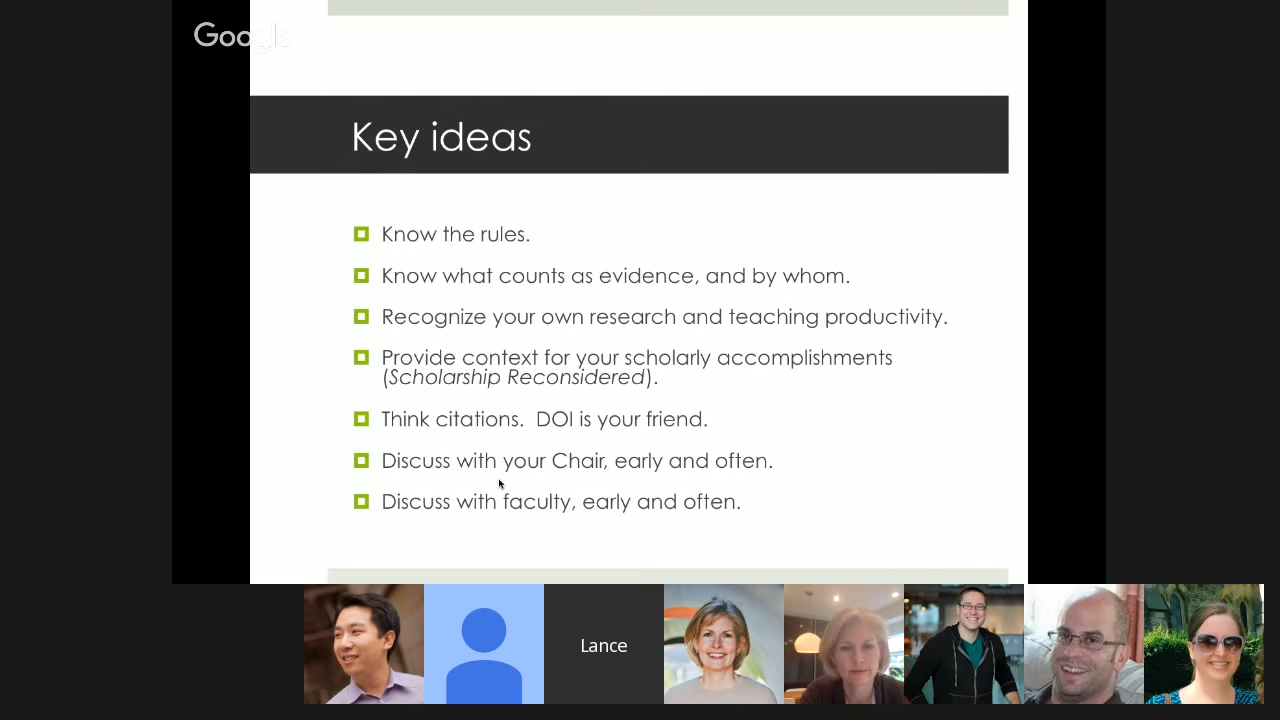 Google
Key ideas
Know the rules.
Know what counts as evidence, and by whom.
Recognize your own research and teaching productivity.
Provide context for your scholarly accomplishments
(Scholarship Reconsidered).
Think citations.  DOI is your friend.
Discuss with your Chair, early and often.
Discuss with faculty, early and often.
Lance